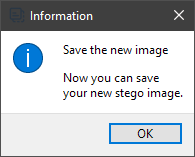 Information
Save the new image
Now you can save
your new stego image.
OK